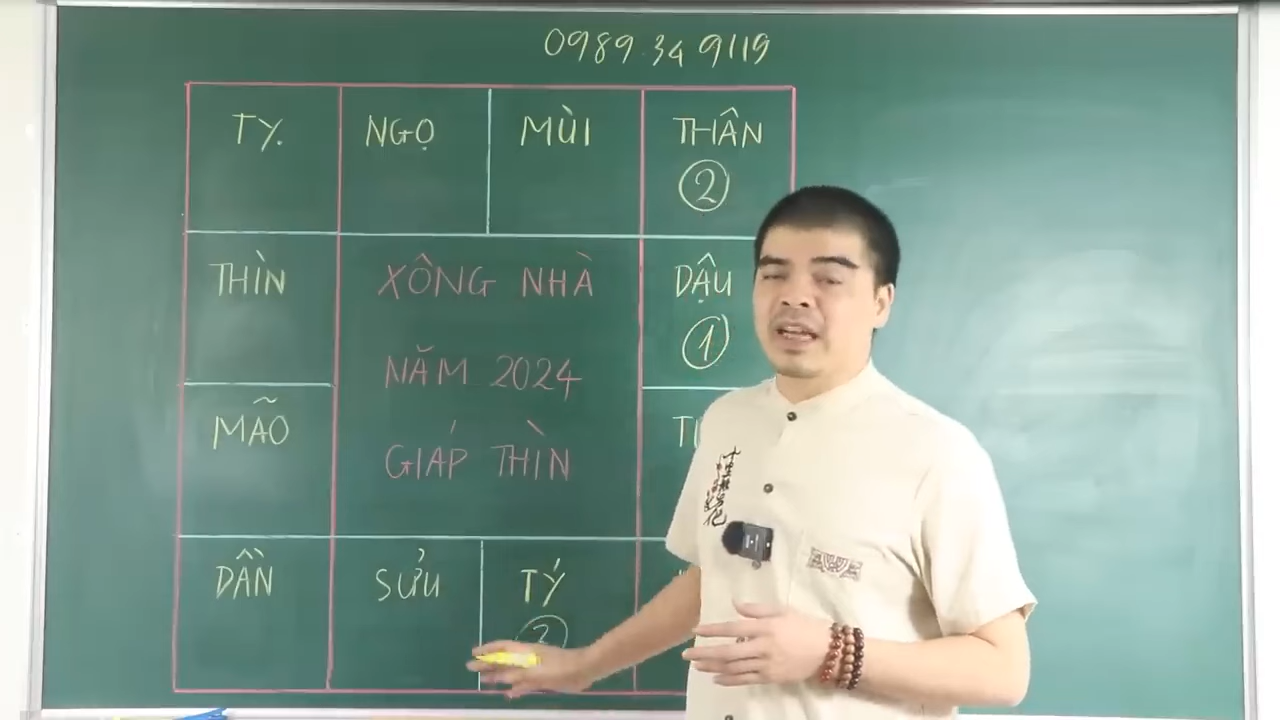 0989.34 9119
TỴ. NGỌ MÙI THÂN
②
THÌN XÔNG NHÀ DẬU
①
NĂM 2024
MÃO GIÁP THÌN
DẦN SỬU TÝ